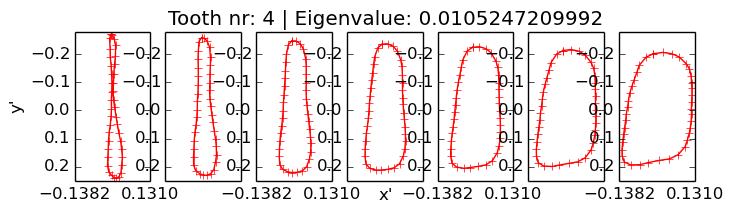 Tooth nr: 4 | Eigenvalue: 0.0105247209992
y'
−0.2 −0.2 −0.2 −0.2 −0.2 −0.2 −0.2
−0.1 −0.1 −0.1 −0.1 −0.1 −0.1 −0.1
0.0 0.0 0.0 0.0 0.0 0.0 0.0
0.1 0.1 0.1 0.1 0.1 0.1 0.1
0.2 0.2 0.2 0.2 0.2 0.2 0.2
−0.1382 0.1310 −0.1382 0.1310 −0.1382 0.1310 −0.1382 0.1310 −0.1382 0.1310 −0.1382 0.1310 −0.1382 0.1310
x'